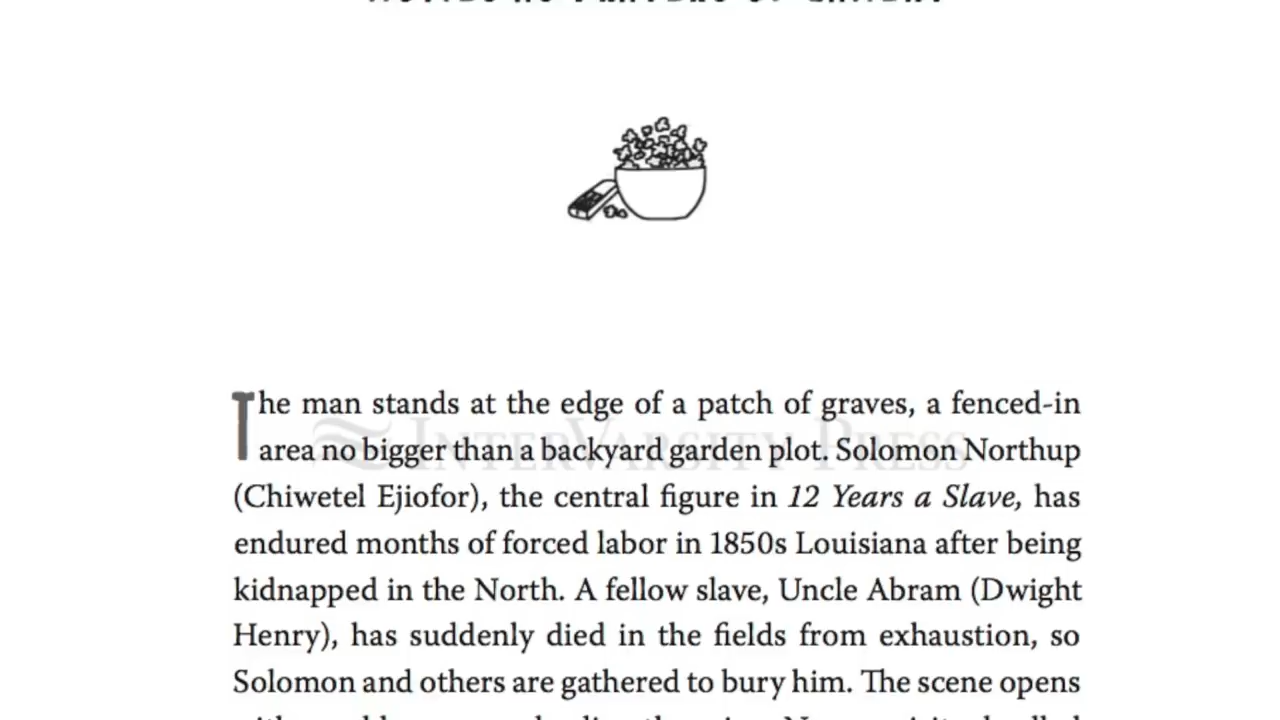 The man stands at the edge of a patch of graves, a fenced-in
area no bigger than a backyard garden plot. Solomon Northup
(Chiwetel Ejiofor), the central figure in 12 Years a Slave, has
endured months of forced labor in 1850s Louisiana after being
kidnapped in the North. A fellow slave, Uncle Abram (Dwight
Henry), has suddenly died in the fields from exhaustion, so
Solomon and others are gathered to bury him. The scene opens
InterVarsity Press